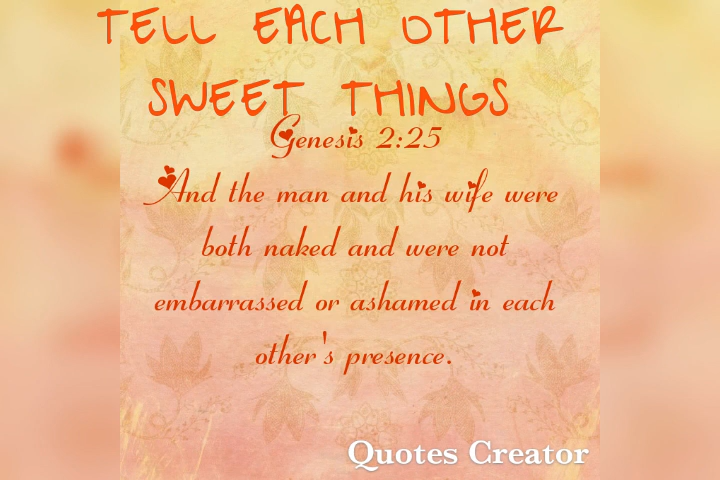 TELL EACH OTHER
SWEET THINGS
Genesis 2:25
And the man and his wife were
both naked and were not
embarrassed or ashamed in each
other's presence.
Quotes Creator